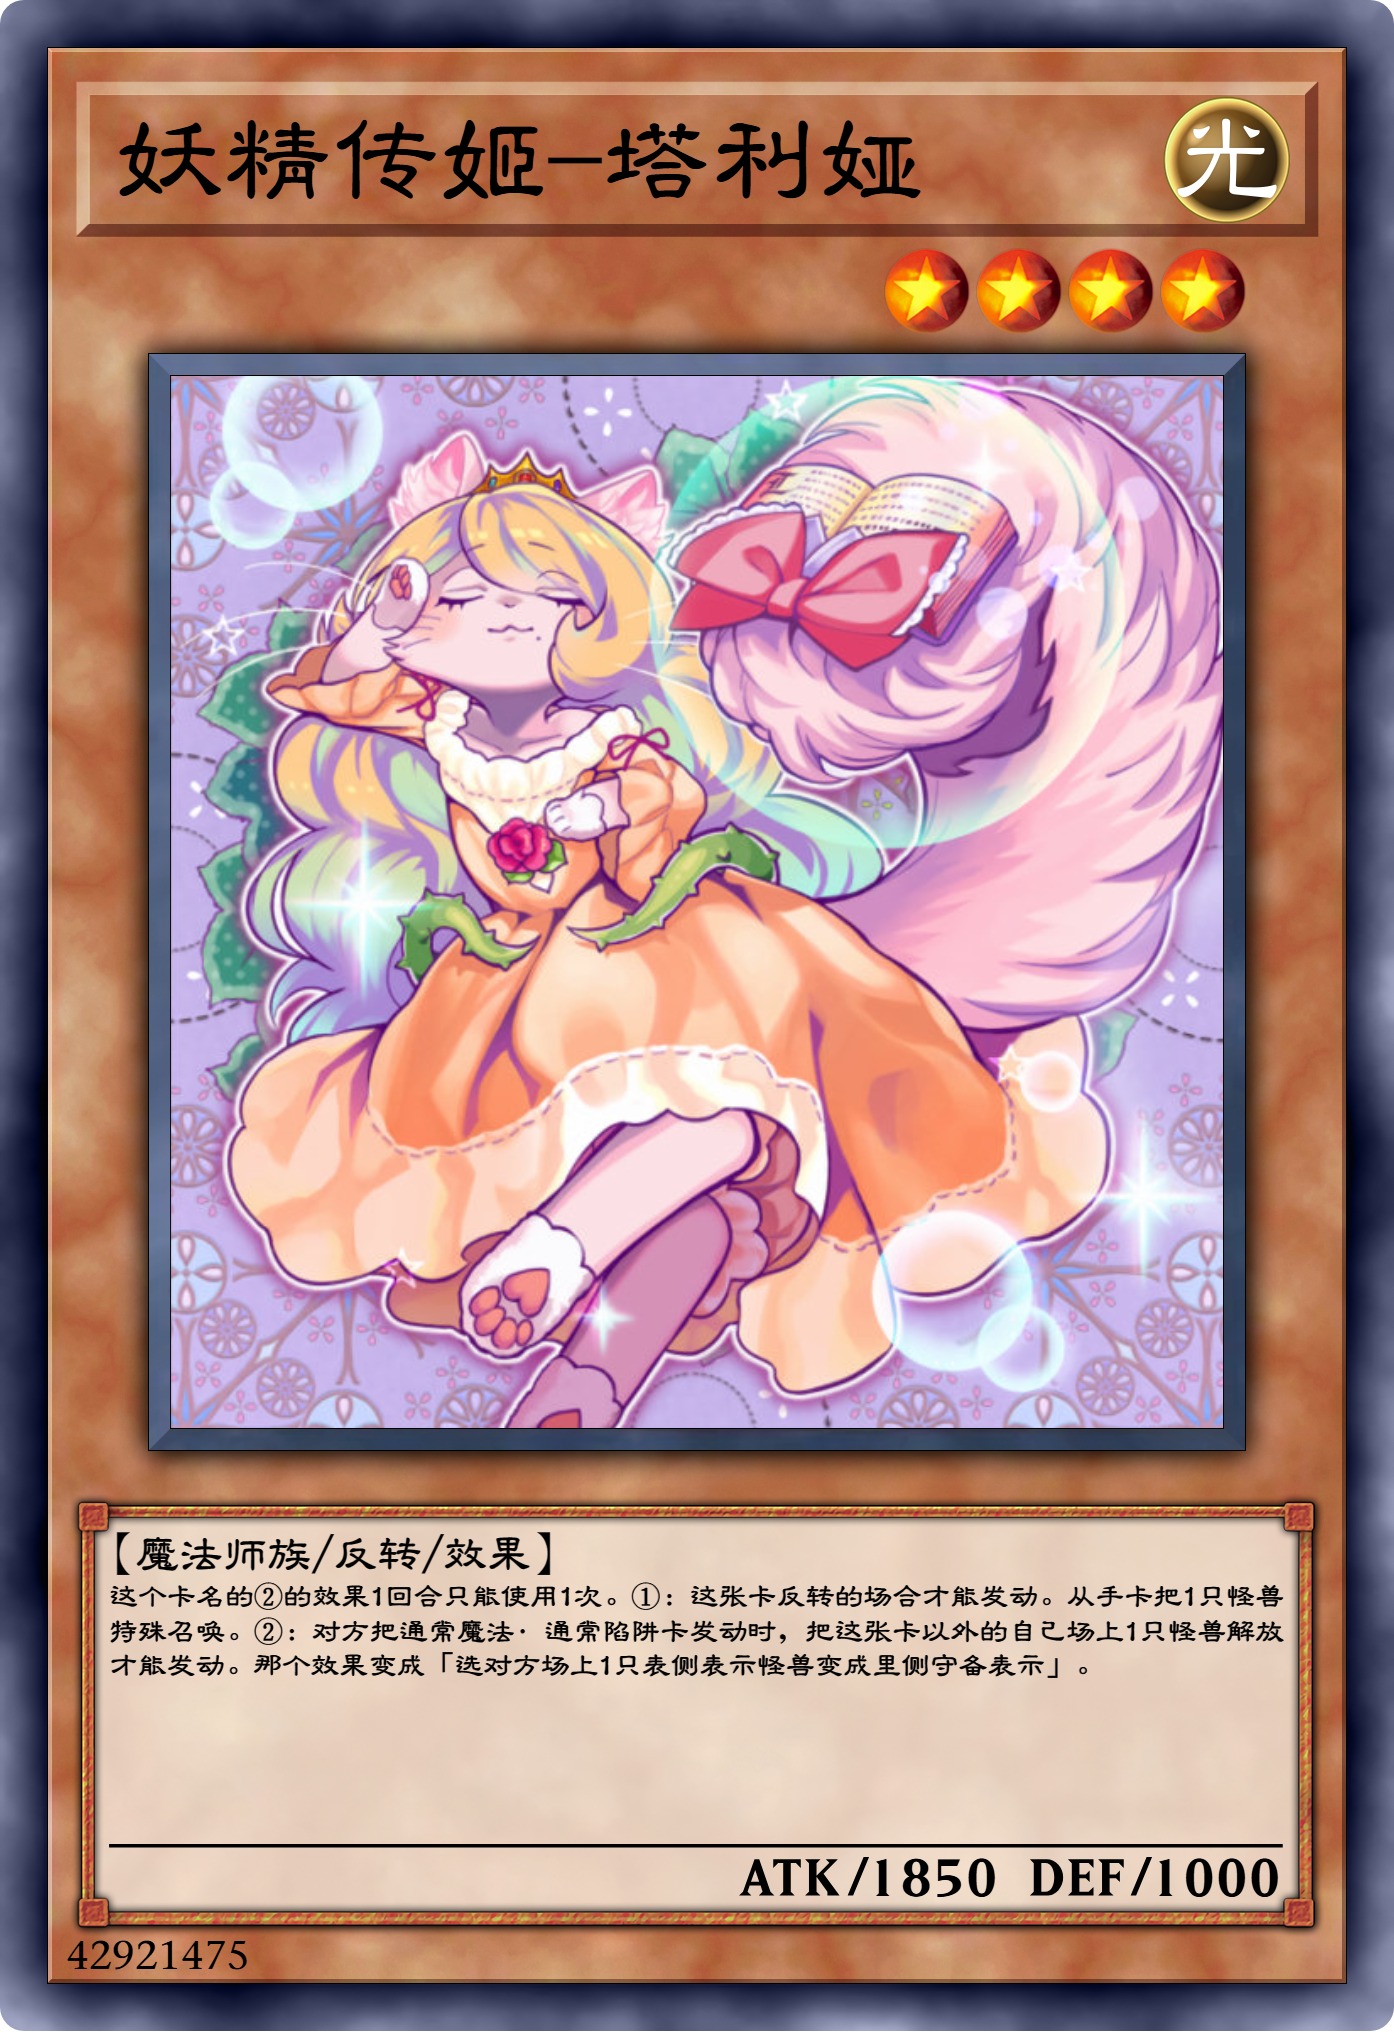 妖精传姬-塔利娅
光
【魔法师族/反转/效果】
这个卡名的②的效果1回合只能使用1次。①：这张卡反转的场合才能发动。从手卡把1只怪兽
特殊召唤。②：对方把通常魔法·通常陷阱卡发动时，把这张卡以外的自己场上1只怪兽解放
才能发动。那个效果变成「选对方场上1只表侧表示怪兽变成里侧守备表示」。
ATK/1850 DEF/1000
42921475